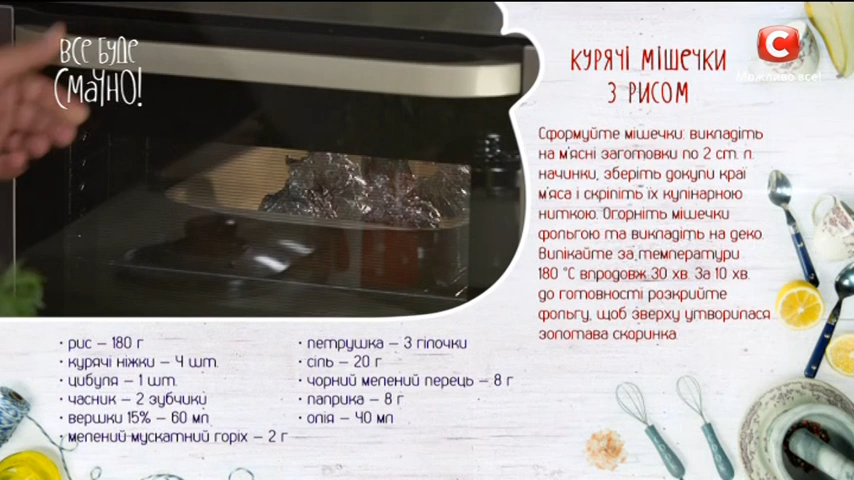 ВСЕ БУДЕ
СМАЧНО!
КУРЯЧІ МІШЕЧКИ
З РИСОМ
С
Можливо все!
Сформуйте мішечки: викладіть
на м'ясні заготовки по 2 ст. л.
начинки, зберіть докупи краї
м'яса і скріпіть їх кулінарною
ниткою. Огорніть мішечки
фольгою та викладіть на деко.
Випікайте за температури
180 °С впродовж 30 хв. За 10 хв.
до готовності розкрийте
фольгу, щоб зверху утворилася
золотава скоринка
• рис – 180 г
• курячі ніжки – 4 шт.
• цибуля – 1 шт.
• часник – 2 зубчики
• вершки 15% – 60 мл
• мелений мускатний горіх – 2 г
• петрушка – 3 гілочки
• сіль – 20 г
• чорний мелений перець – 8 г
• паприка – 8 г
• олія – 40 мл